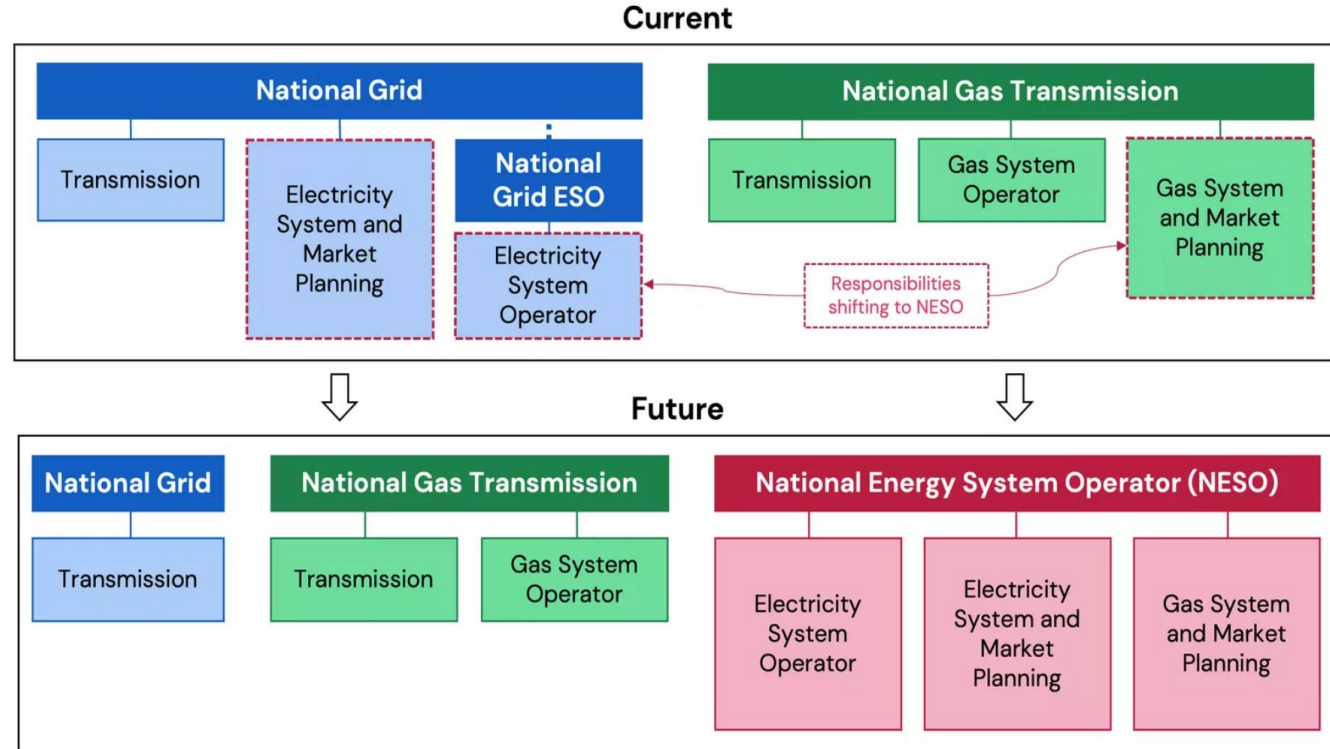 Current
National Grid
Transmission
Electricity
System and
Market
Planning
National
Grid ESO
Electricity
System
Operator
National Gas Transmission
Transmission
Gas System
Operator
Gas System
and Market
Planning
Responsibilities
shifting to NESO
Future
National Grid
Transmission
National Gas Transmission
Transmission
Gas System
Operator
National Energy System Operator (NESO)
Electricity
System
Operator
Electricity
System and
Market
Planning
Gas System
and Market
Planning